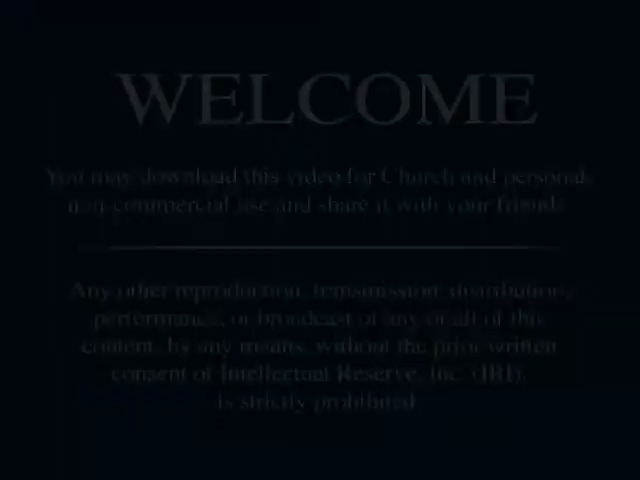 WELCOME
You may download this video for Church and personal,
non-commercial use and share it with your friends.
Any other reproduction, transmission, distribution,
performance, or broadcast of any or all of this
content, by any means, without the prior written
consent of Intellectual Reserve, Inc. (IRI),
is strictly prohibited.